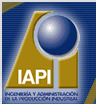 IAPI
INGENIERÍA Y ADMINISTRACIÓN
DE LA PRODUCCIÓN INDUSTRIAL